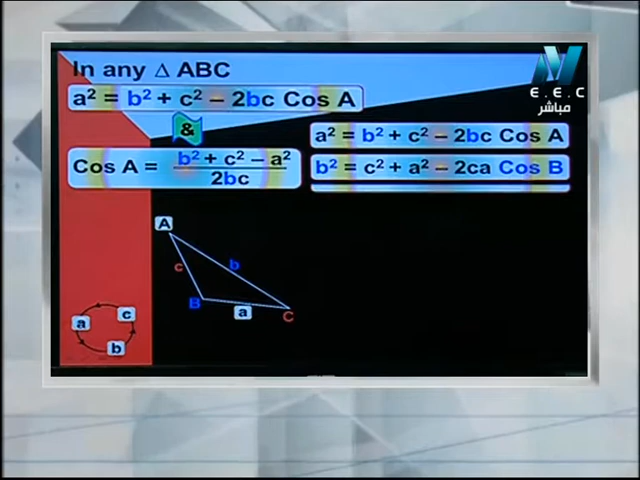 In any △ ABC
a² = b² + c² – 2bc Cos A
&
Cos A = b² + c² – a² / 2bc
a² = b² + c² – 2bc Cos A
b² = c² + a² – 2ca Cos B
E . E . C
مباشر
A
c
b
B
a
C
a
c
b